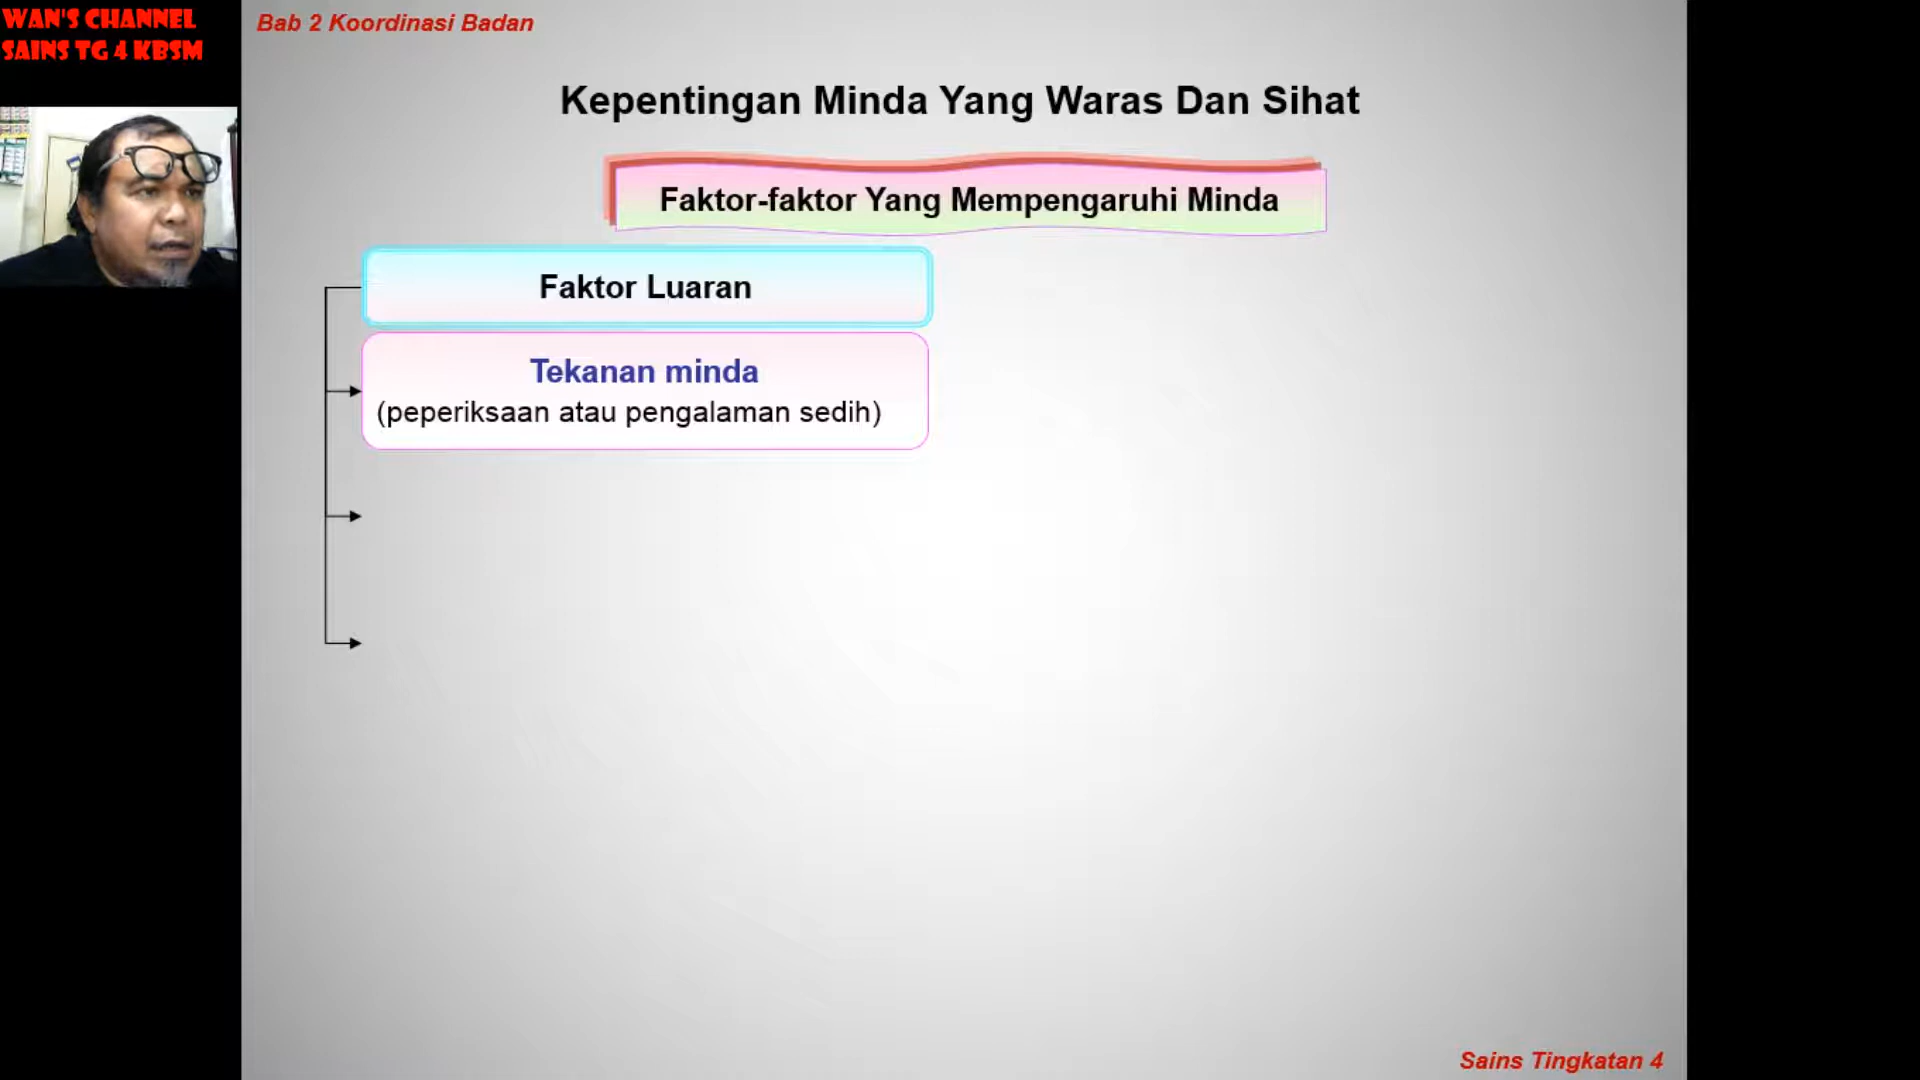 WAN'S CHANNEL
SAINS TG 4 KBSM
Bab 2 Koordinasi Badan
Kepentingan Minda Yang Waras Dan Sihat
Faktor-faktor Yang Mempengaruhi Minda
Faktor Luaran
Tekanan minda
(peperiksaan atau pengalaman sedih)
Sains Tingkatan 4